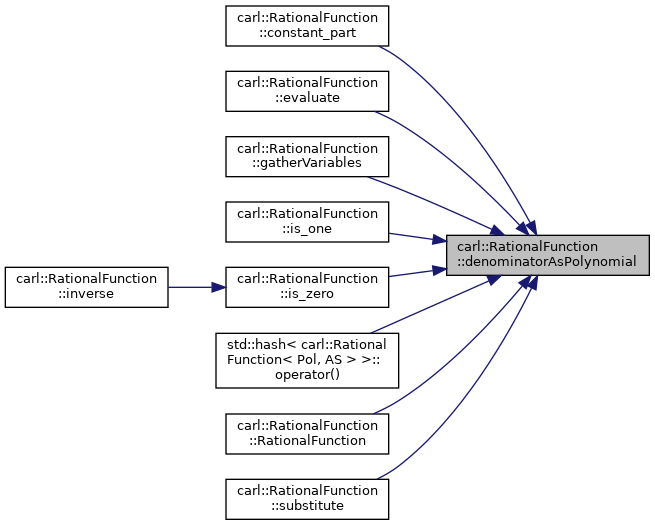 carl::RationalFunction
::constant_part
carl::RationalFunction
::evaluate
carl::RationalFunction
::gatherVariables
carl::RationalFunction
::is_one
carl::RationalFunction
::denominatorAsPolynomial
carl::RationalFunction
::inverse
carl::RationalFunction
::is_zero
std::hash< carl::Rational
Function< Pol, AS > >::
operator()
carl::RationalFunction
::RationalFunction
carl::RationalFunction
::substitute